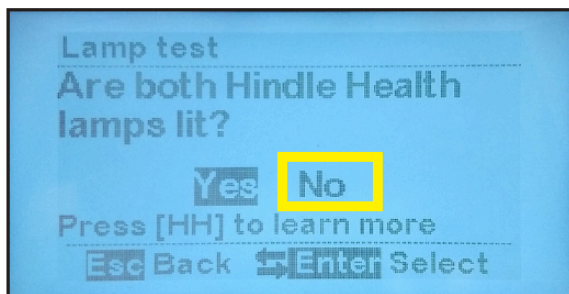 Lamp test
Are both Hindle Health
lamps lit?
Yes No
Press [HH] to learn more
Esc Back ⇆ Enter Select